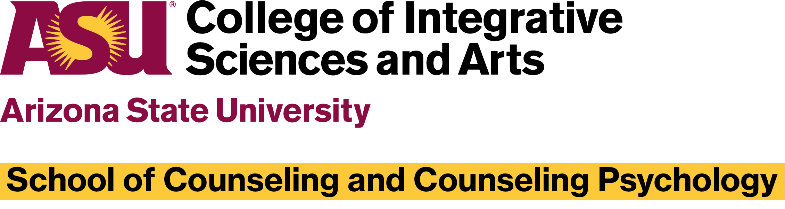 ASU® College of Integrative
Sciences and Arts
Arizona State University
School of Counseling and Counseling Psychology